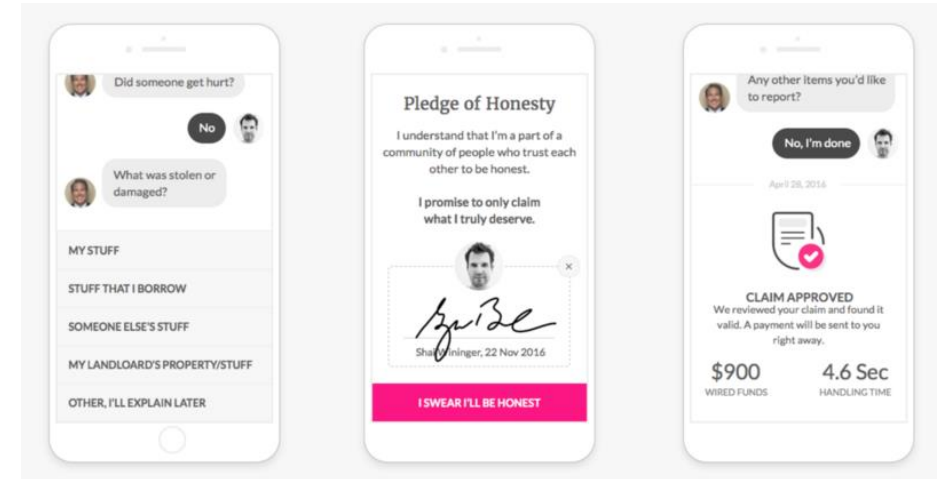 Did someone get hurt?
No
What was stolen or
damaged?
MY STUFF
STUFF THAT I BORROW
SOMEONE ELSE'S STUFF
MY LANDLOARD'S PROPERTY/STUFF
OTHER, I'LL EXPLAIN LATER
Pledge of Honesty
I understand that I'm a part of a
community of people who trust each
other to be honest.
I promise to only claim
what I truly deserve.
Shai Wininger, 22 Nov 2016
I SWEAR I'LL BE HONEST
Any other items you'd like
to report?
No, I'm done
April 28, 2016
CLAIM APPROVED
We reviewed your claim and found it
valid. A payment will be sent to you
right away.
$900
WIRED FUNDS
4.6 Sec
HANDLING TIME